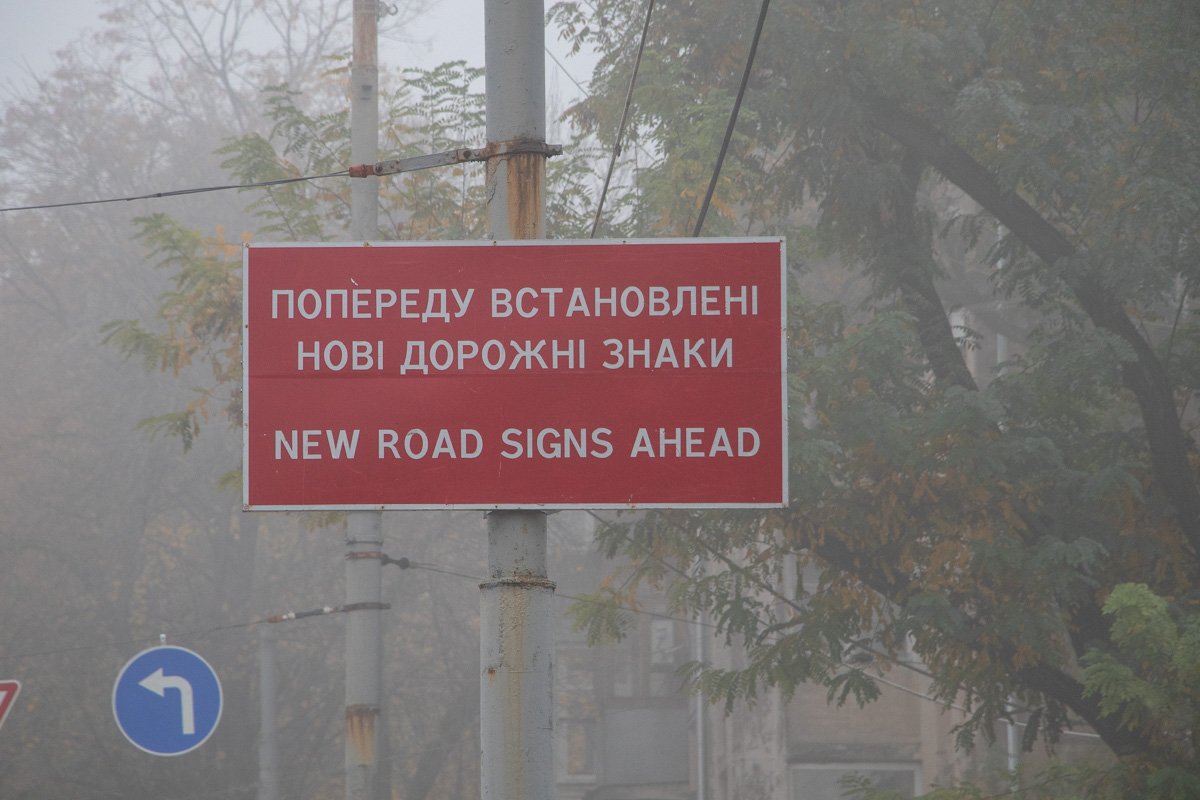 ПОПЕРЕДУ ВСТАНОВЛЕНІ
НОВІ ДОРОЖНІ ЗНАКИ
NEW ROAD SIGNS AHEAD